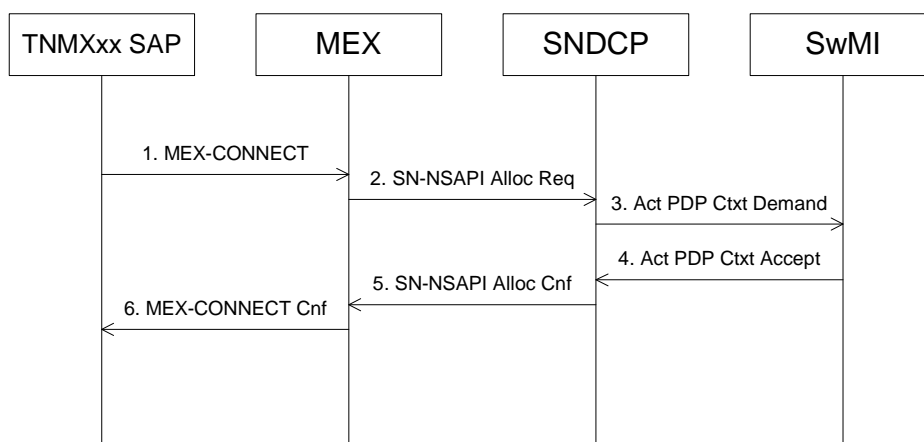 TNMXxx SAP
MEX
SNDCP
SwMI
1. MEX-CONNECT
2. SN-NSAPI Alloc Req
3. Act PDP Ctxt Demand
4. Act PDP Ctxt Accept
5. SN-NSAPI Alloc Cnf
6. MEX-CONNECT Cnf